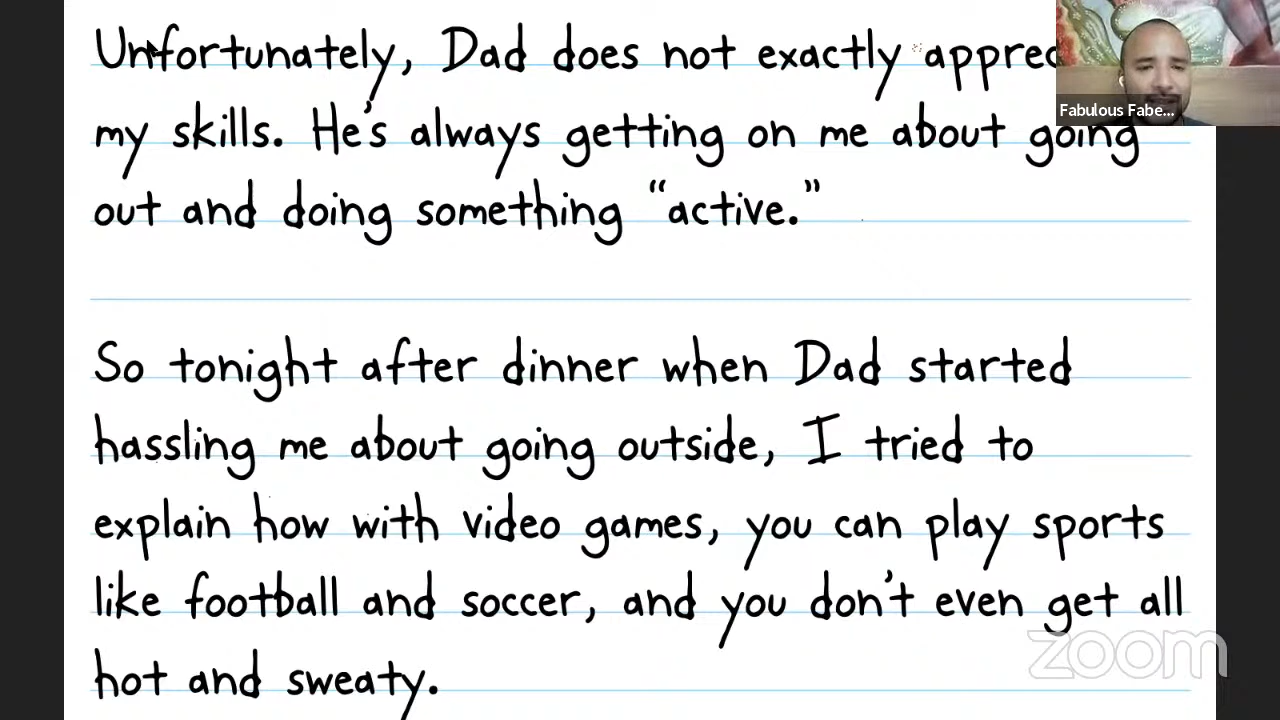 Unfortunately, Dad does not exactly
my skills. He's always getting on me about going
out and doing something “active.”
So tonight after dinner when Dad started
hassling me about going outside, I tried to
explain how with video games, you can play sports
like football and soccer, and you don't even get all
hot and sweaty.
Fabulous Fabe...
zoom